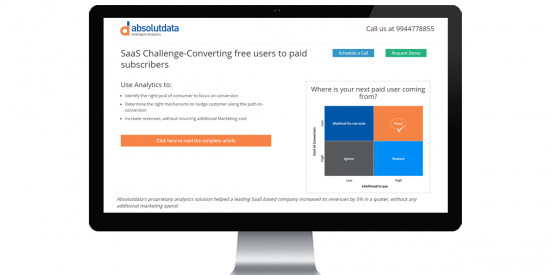 absolutdata
Intelligent Analytics
Call us at 9944778855
SaaS Challenge-Converting free users to paid
subscribers
Schedule a Call
Request Demo
Use Analytics to:
Identify the right pool of consumer to focus on conversion
Determine the right mechanisms to nudge customer along the path-to-
conversion
Increase revenues, without incurring additional Marketing cost
Click here to read the complete article
Where is your next paid user coming
from?
Cost of Conversion
Mythical-Do not exist
Focus
Ignore
Nurture
Low
High
Likelihood to pay
Absolutdata's proprietary analytics solution helped a leading SaaS based company increased its revenues by 5% in a quater, without any
additional marketing spend.